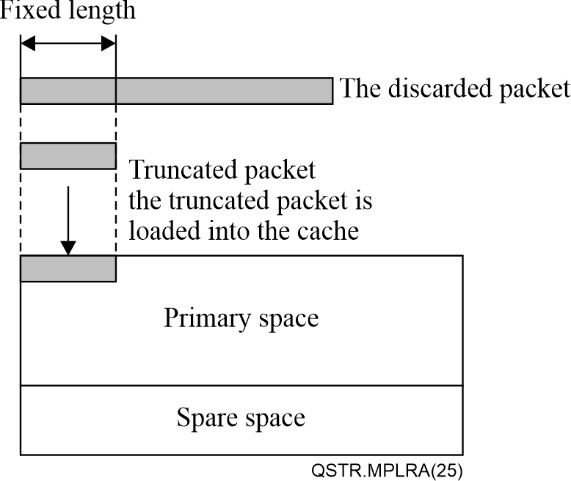 Fixed length
The discarded packet
Truncated packet
the truncated packet is
loaded into the cache
Primary space
Spare space
QSTR.MPLRA(25)